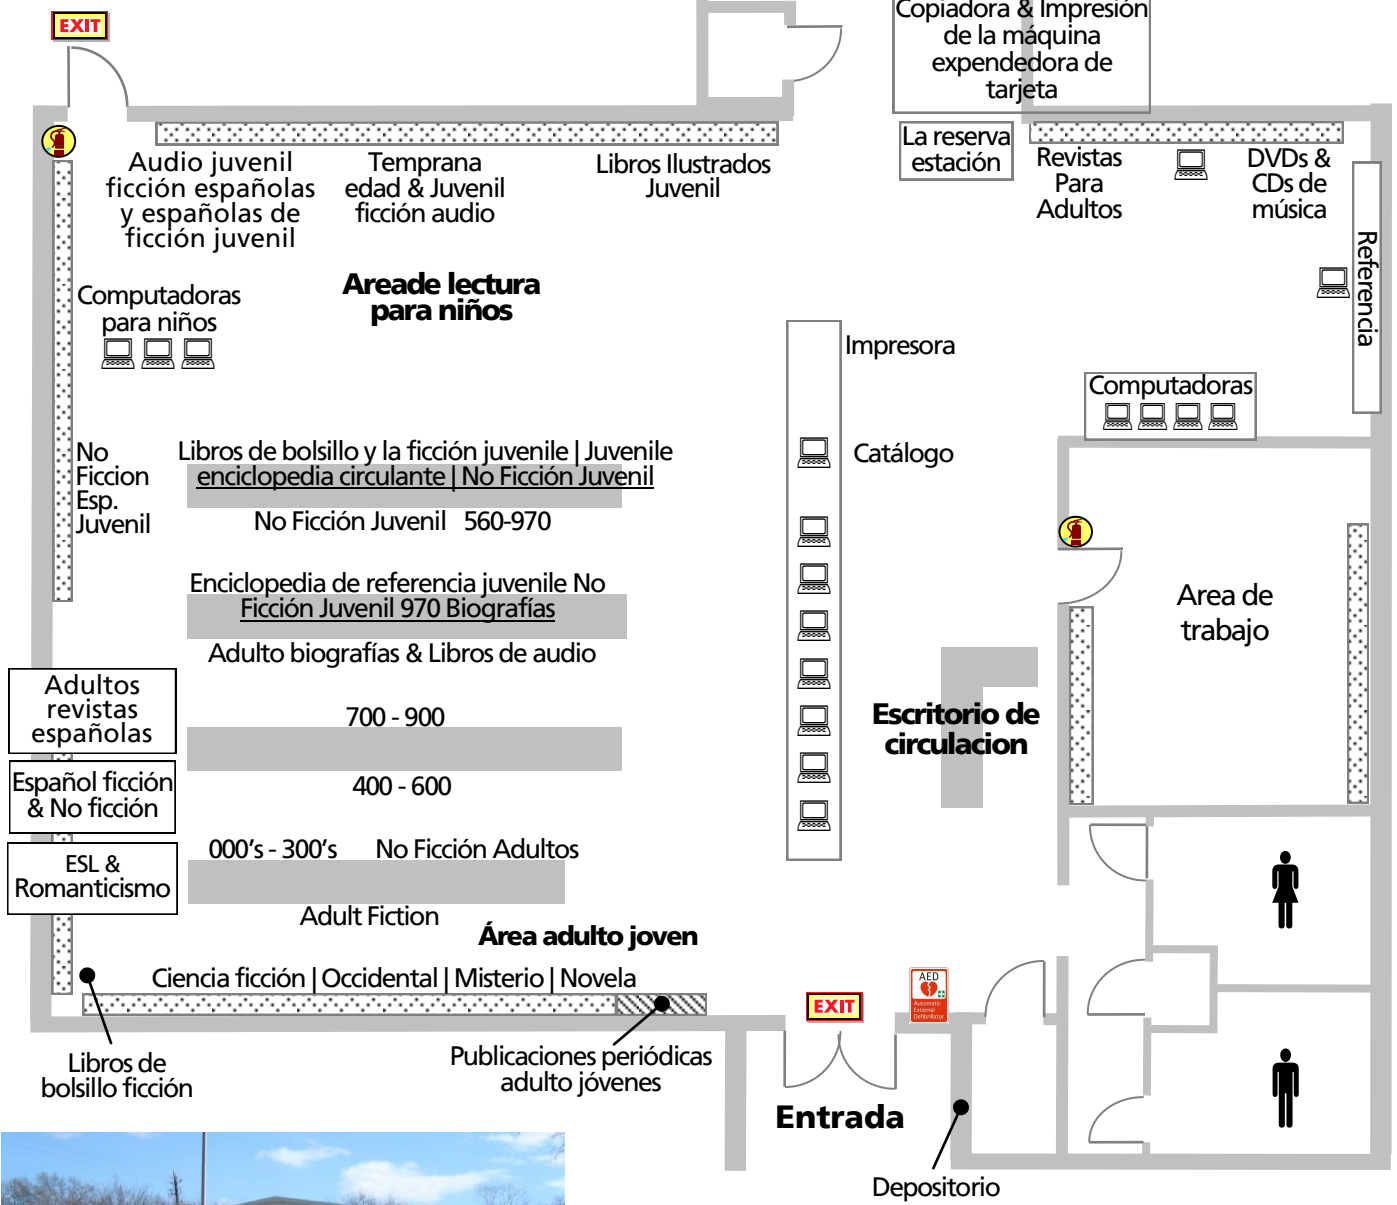 EXIT
Copiadora & Impresión
de la máquina
expendedora de
tarjeta
La reserva
estación
Audio juvenil
ficción españolas
y españolas de
ficción juvenil
Temprana
edad & Juvenil
ficción audio
Libros Ilustrados
Juvenil
Revistas
Para
Adultos
DVDs &
CDs de
música
Referencia
Areade lectura
para niños
Computadoras
para niños
Impresora
Computadoras
Catálogo
No
Ficcion
Esp.
Juvenil
Libros de bolsillo y la ficción juvenile | Juvenile
enciclopedia circulante | No Ficción Juvenil
No Ficción Juvenil 560-970
Enciclopedia de referencia juvenile No
Ficción Juvenil 970 Biografías
Adulto biografías & Libros de audio
Area de
trabajo
Adultos
revistas
españolas
700 - 900
Escritorio de
circulacion
Español ficción
& No ficción
400 - 600
000's - 300's No Ficción Adultos
ESL &
Romanticismo
Adult Fiction
Área adulto joven
Ciencia ficción | Occidental | Misterio | Novela
EXIT
AED
Automatic
External
Defibrillator
Libros de
bolsillo ficción
Publicaciones periódicas
adulto jóvenes
Entrada
Depositorio